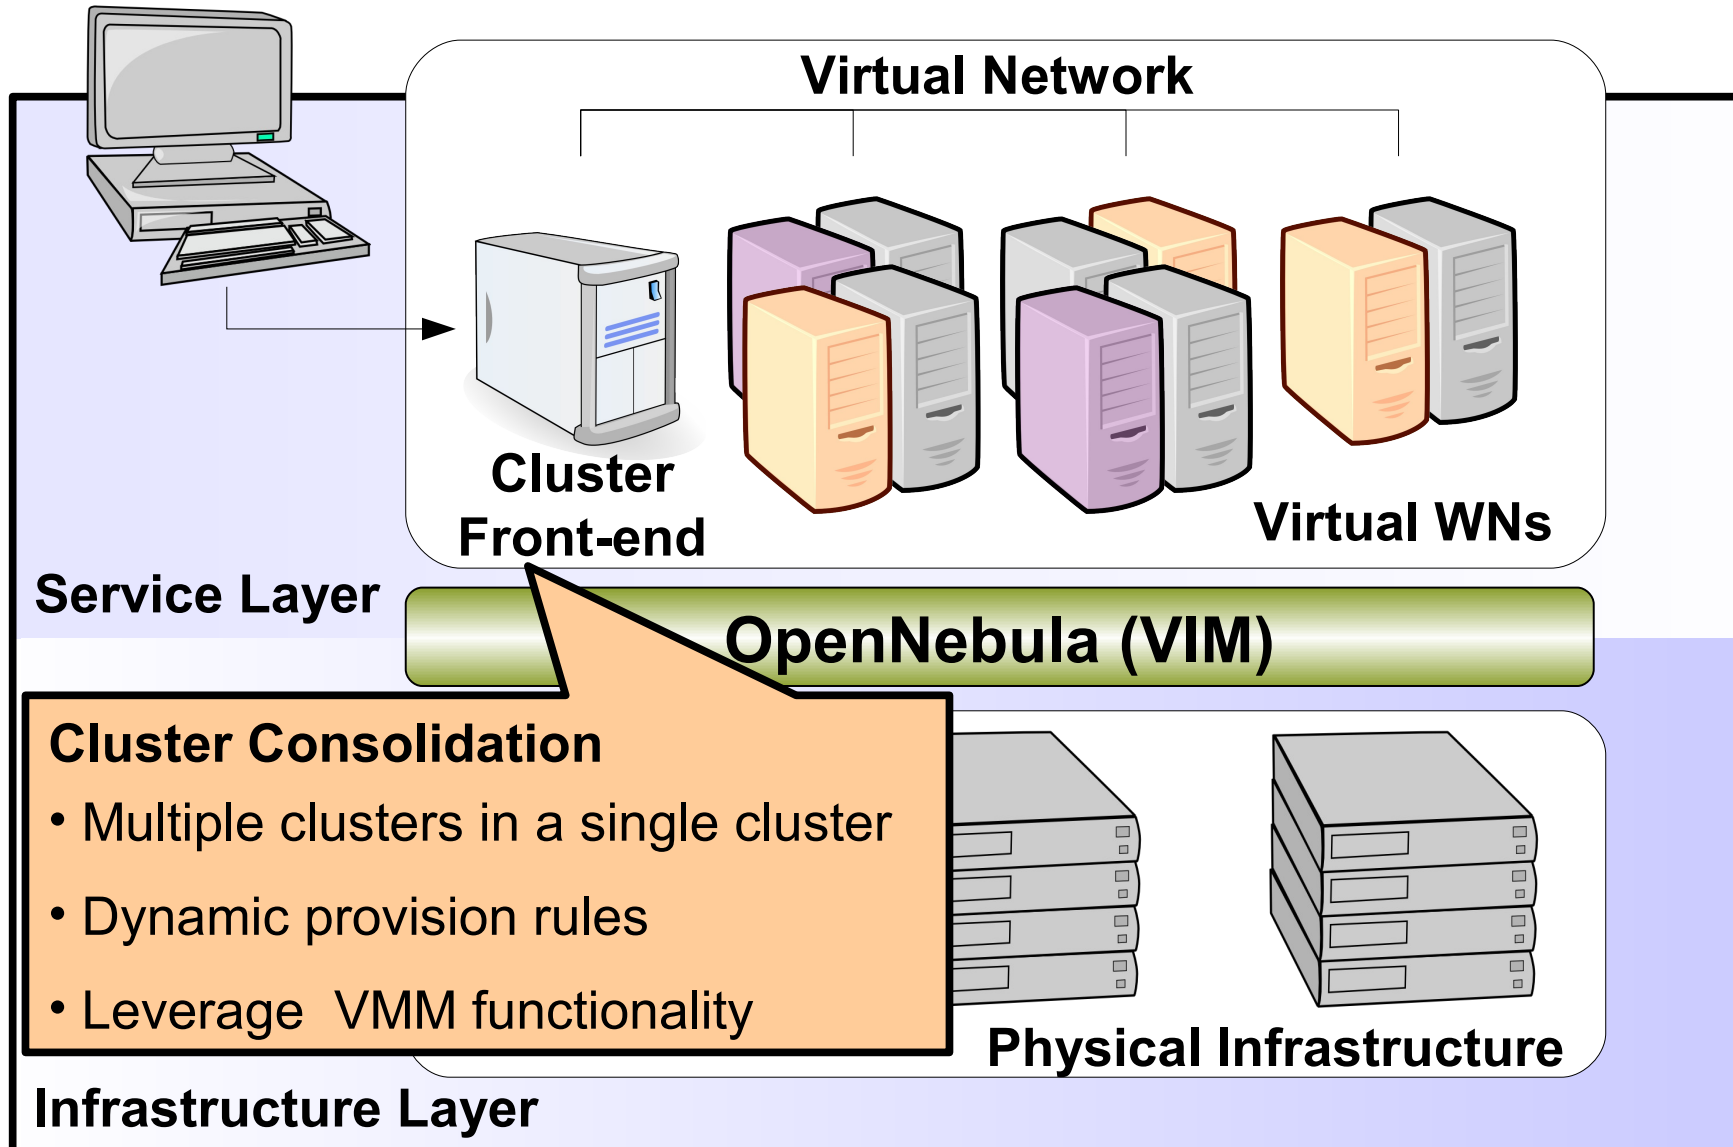 Virtual Network
Cluster
Front-end
Virtual WNs
Service Layer
OpenNebula (VIM)
Cluster Consolidation
• Multiple clusters in a single cluster
• Dynamic provision rules
• Leverage  VMM functionality
Physical Infrastructure
Infrastructure Layer